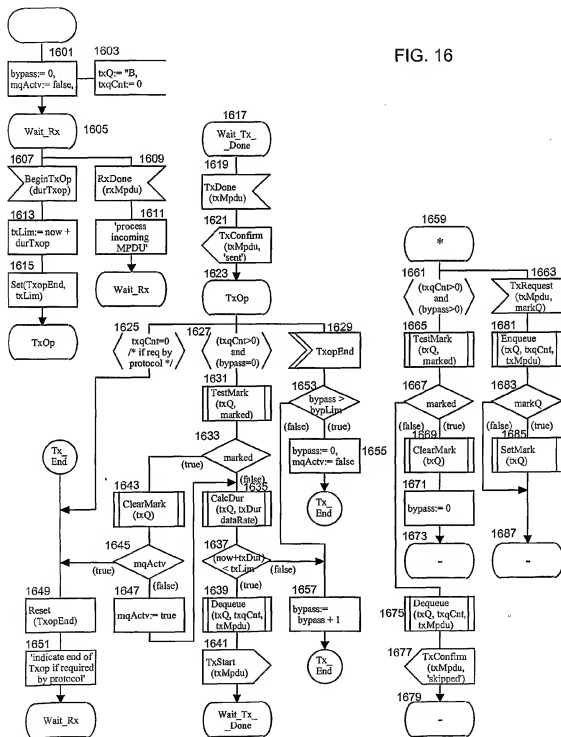 FIG. 16
1601
1603
bypass:= 0,
mqActv:= false,
txQ:= "B,
txqCnt:= 0
Wait_Rx
1605
1607
BeginTxOp
(durTxop)
1609
RxDone
(rxMpdu)
1613
txLim:= now +
durTxop
1611
'process
incoming
MPDU'
1615
Set(TxopEnd,
txLim)
Wait_Rx
TxOp
1617
Wait_Tx_
_Done
1619
TxDone
(txMpdu)
1621
TxConfirm
(txMpdu,
'sent')
1623
TxOp
1625
txqCnt=0
/* if req by
protocol */
1627
(txqCnt>0)
and
(bypass=0)
1629
TxopEnd
1631
TestMark
(txQ,
marked)
1653
bypass >
bypLim
(false)
(true)
1633
marked
(true)
(false)
bypass:= 0,
mqActv:= false
1655
Tx_
End
Tx_
End
1643
ClearMark
(txQ)
1635
CalcDur
(txQ, txDur
dataRate)
1645
mqActv
(true)
(false)
1637
(now+txDur)
< txLim
(false)
(true)
1647
mqActv:= true
1649
Reset
(TxopEnd)
1639
Dequeue
(txQ, txqCnt,
txMpdu)
1657
bypass:=
bypass + 1
1651
'indicate end of
Txop if required
by protocol'
1641
TxStart
(txMpdu)
Tx_
End
Wait_Rx
Wait_Tx_
_Done
1659
*
1661
(txqCnt>0)
and
(bypass>0)
1663
TxRequest
(txMpdu,
markQ)
1665
TestMark
(txQ,
marked)
1681
Enqueue
(txQ, txqCnt,
txMpdu)
1667
marked
(false)
(true)
1683
markQ
(false)
(true)
1669
ClearMark
(txQ)
1685
SetMark
(txQ)
1671
bypass:= 0
1673
-
1687
-
1675
Dequeue
(txQ, txqCnt,
txMpdu)
1677
TxConfirm
(txMpdu,
'skipped')
1679
-